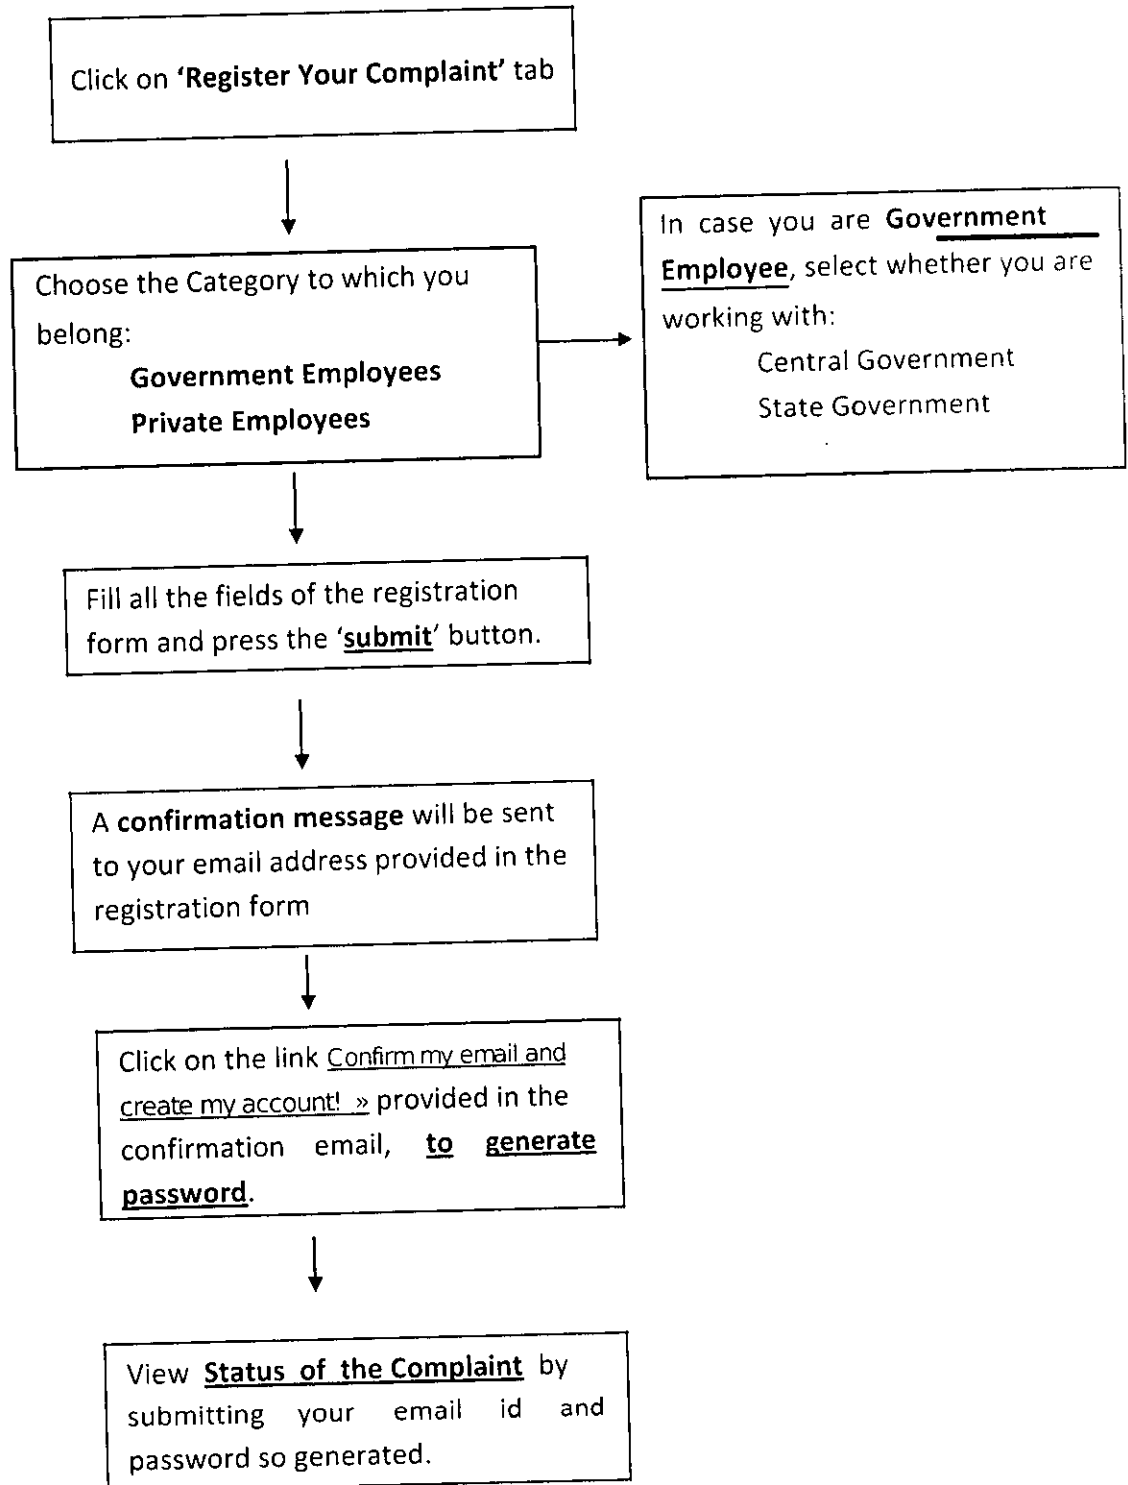 Click on ‘Register Your Complaint’ tab
Choose the Category to which you
belong:
Government Employees
Private Employees
In case you are Government
Employee, select whether you are
working with:
Central Government
State Government
Fill all the fields of the registration
form and press the ‘submit’ button.
A confirmation message will be sent
to your email address provided in the
registration form
Click on the link Confirm my email and
create my account! » provided in the
confirmation email, to generate
password.
View Status of the Complaint by
submitting your email id and
password so generated.